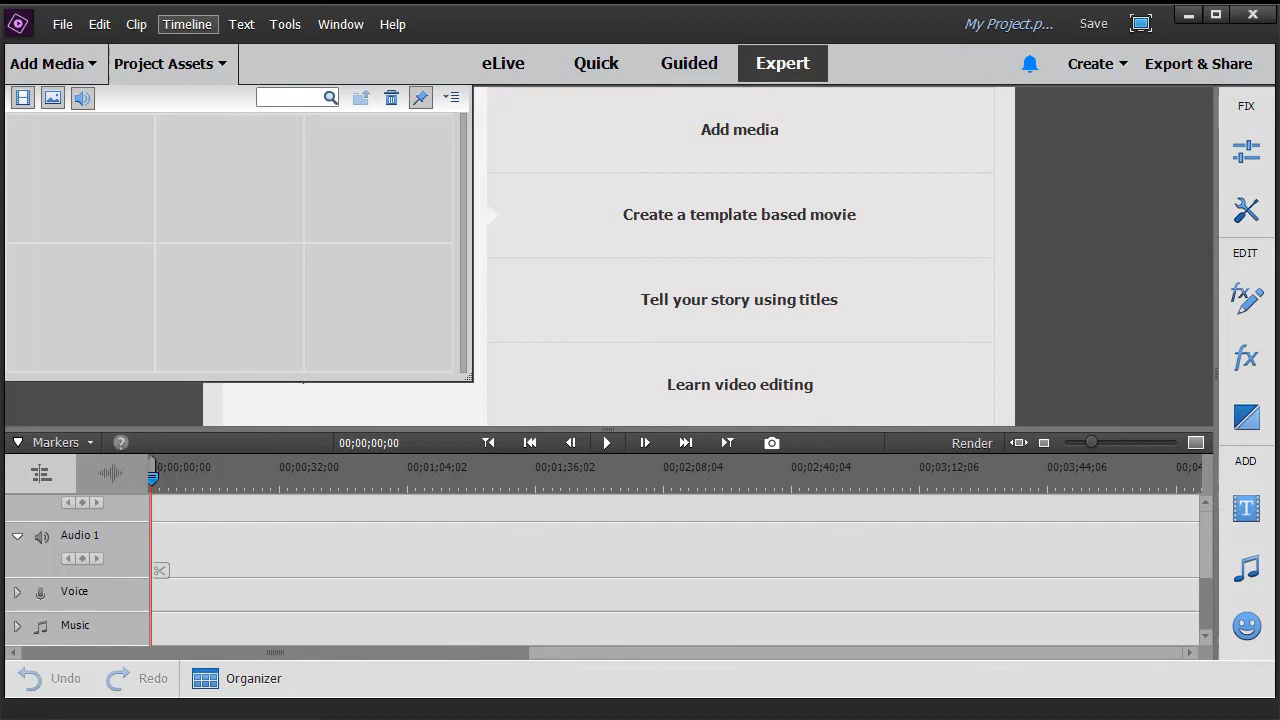 File Edit Clip Timeline Text Tools Window Help My Project.p... Save
Add Media Project Assets eLive Quick Guided Expert Create Export & Share
FIX
Add media
Create a template based movie
EDIT
Tell your story using titles
Learn video editing
Markers 00;00;00;00 Render
ADD
0;00;00;00 00;00;32;00 00;01;04;02 00;01;36;02 00;02;08;04 00;02;40;04 00;03;12;06 00;03;44;06 00;04
Audio 1
Voice
Music
Undo Redo Organizer